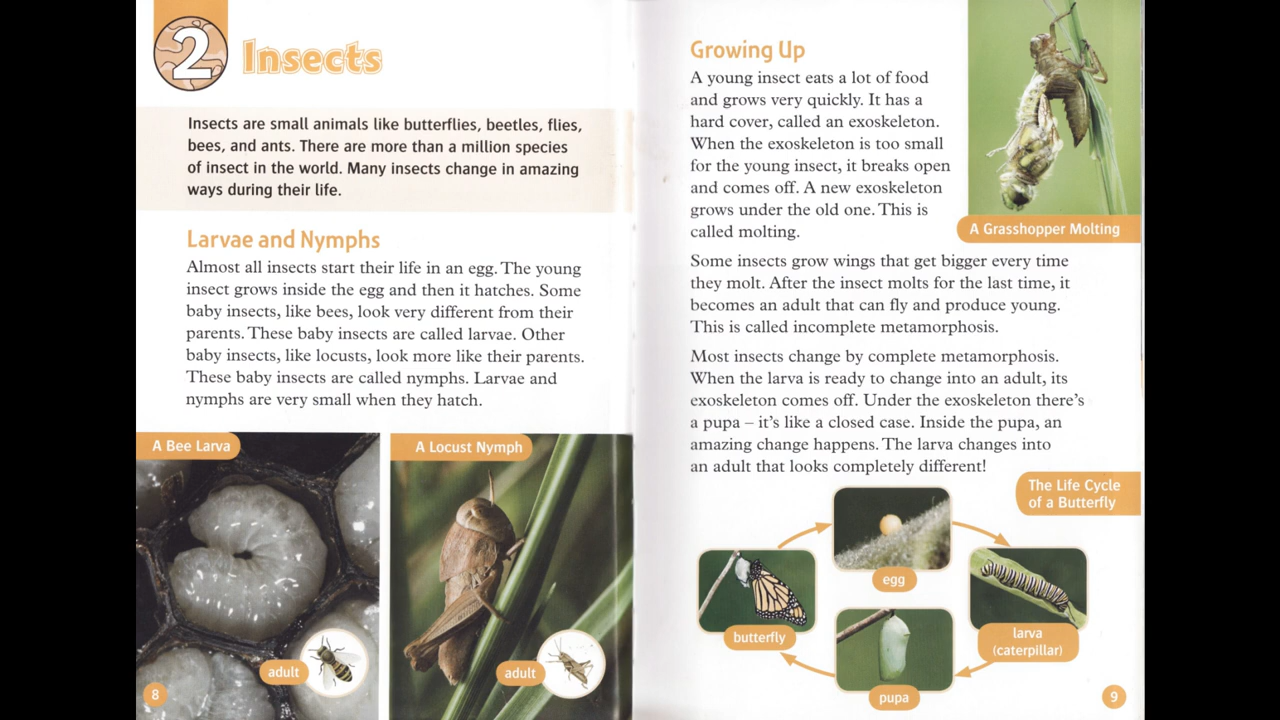 2
Insects
Insects are small animals like butterflies, beetles, flies,
bees, and ants. There are more than a million species
of insect in the world. Many insects change in amazing
ways during their life.
Larvae and Nymphs
Almost all insects start their life in an egg. The young
insect grows inside the egg and then it hatches. Some
baby insects, like bees, look very different from their
parents. These baby insects are called larvae. Other
baby insects, like locusts, look more like their parents.
These baby insects are called nymphs. Larvae and
nymphs are very small when they hatch.
A Bee Larva
adult
A Locust Nymph
adult
8
Growing Up
A young insect eats a lot of food
and grows very quickly. It has a
hard cover, called an exoskeleton.
When the exoskeleton is too small
for the young insect, it breaks open
and comes off. A new exoskeleton
grows under the old one. This is
called molting.
A Grasshopper Molting
Some insects grow wings that get bigger every time
they molt. After the insect molts for the last time, it
becomes an adult that can fly and produce young.
This is called incomplete metamorphosis.
Most insects change by complete metamorphosis.
When the larva is ready to change into an adult, its
exoskeleton comes off. Under the exoskeleton there's
a pupa – it's like a closed case. Inside the pupa, an
amazing change happens. The larva changes into
an adult that looks completely different!
The Life Cycle
of a Butterfly
egg
larva
(caterpillar)
pupa
butterfly
9